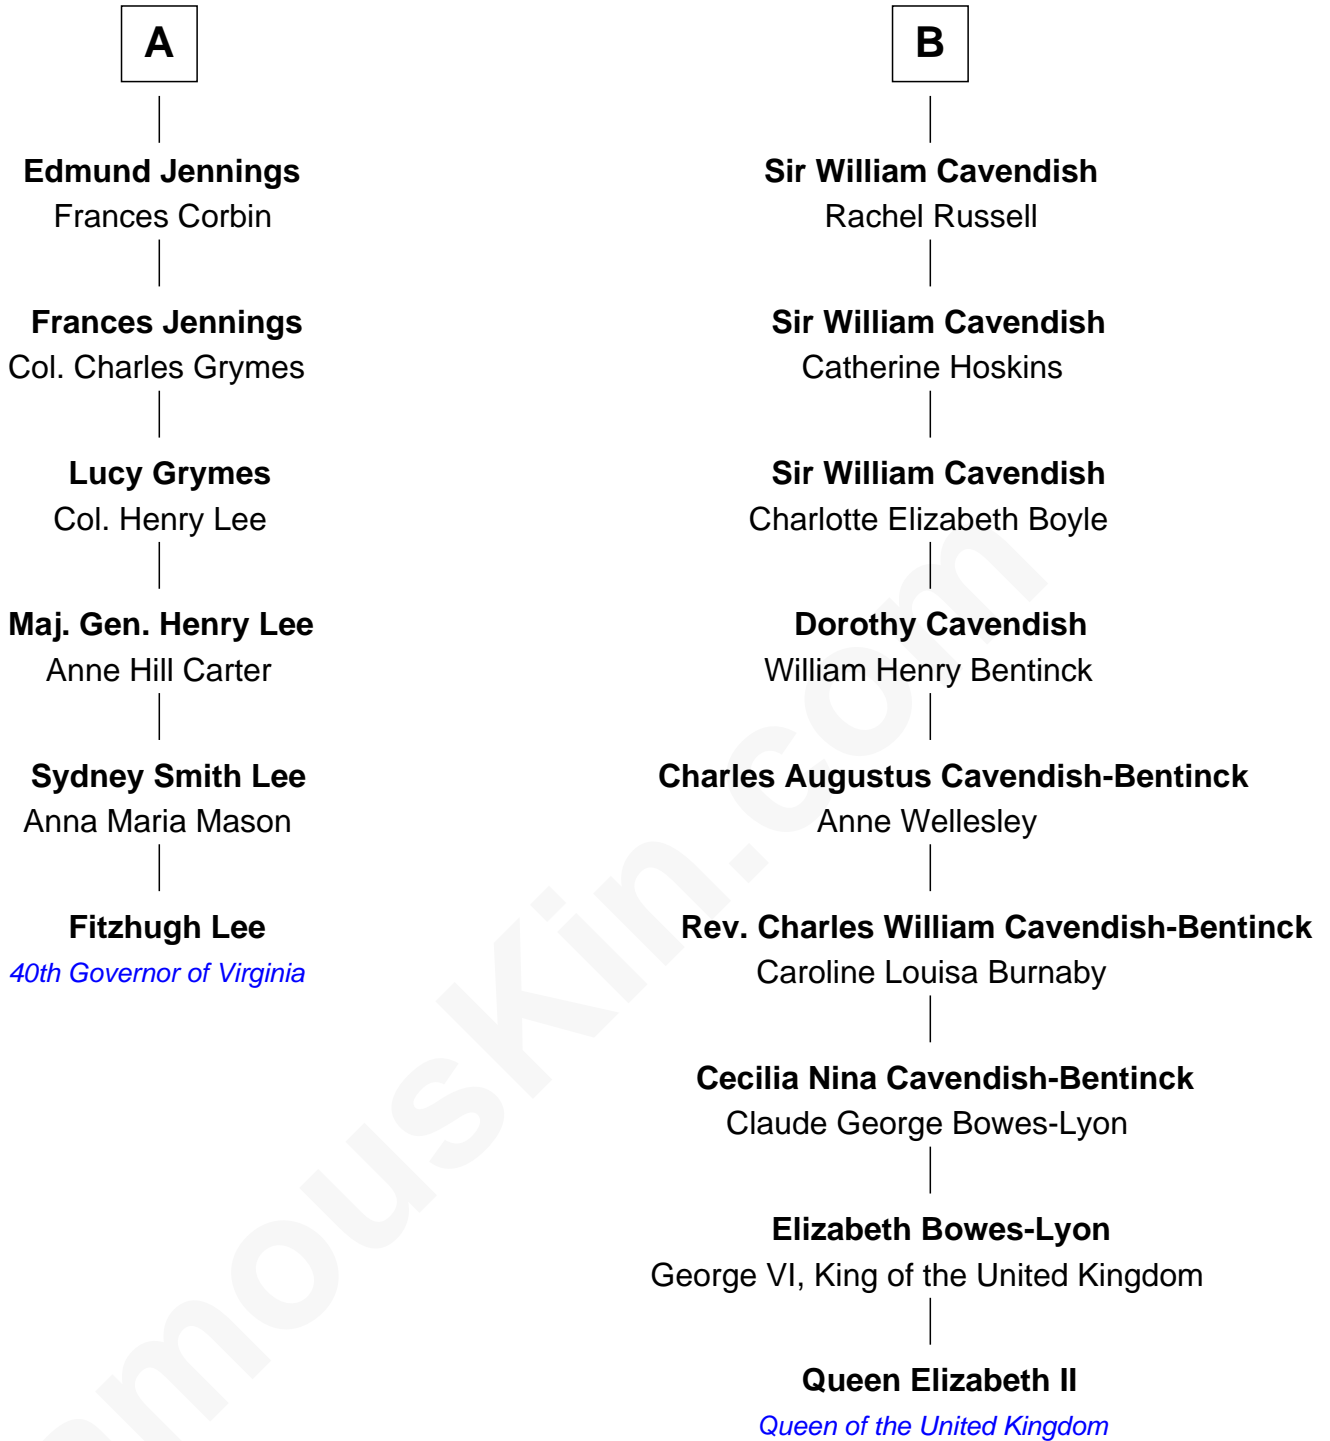 A
Edmund Jennings
Frances Corbin
Frances Jennings
Col. Charles Grymes
Lucy Grymes
Col. Henry Lee
Maj. Gen. Henry Lee
Anne Hill Carter
Sydney Smith Lee
Anna Maria Mason
Fitzhugh Lee
40th Governor of Virginia
B
Sir William Cavendish
Rachel Russell
Sir William Cavendish
Catherine Hoskins
Sir William Cavendish
Charlotte Elizabeth Boyle
Dorothy Cavendish
William Henry Bentinck
Charles Augustus Cavendish-Bentinck
Anne Wellesley
Rev. Charles William Cavendish-Bentinck
Caroline Louisa Burnaby
Cecilia Nina Cavendish-Bentinck
Claude George Bowes-Lyon
Elizabeth Bowes-Lyon
George VI, King of the United Kingdom
Queen Elizabeth II
Queen of the United Kingdom
amousKin.com